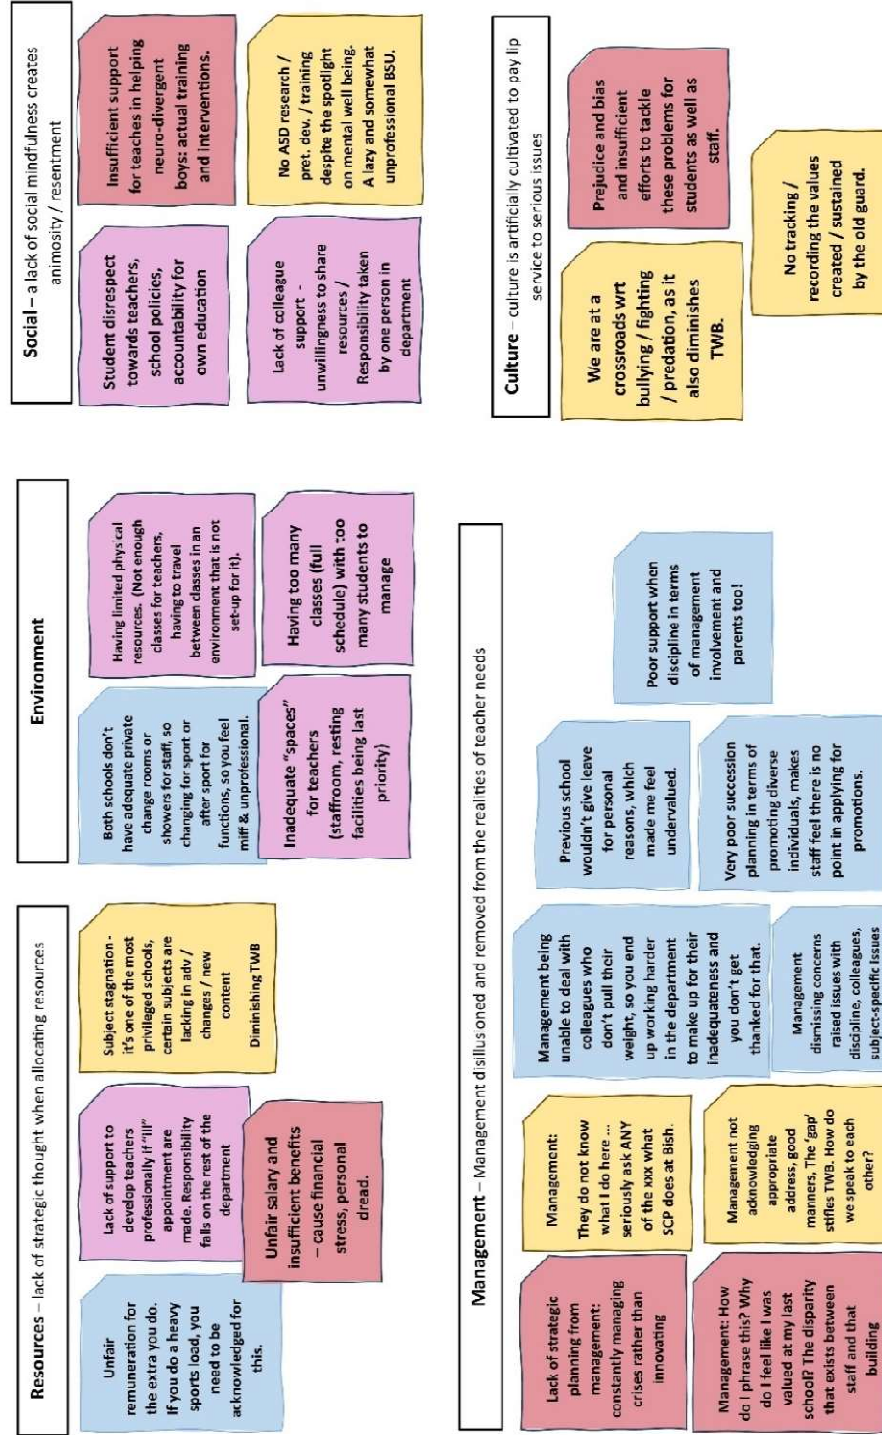 Resources – lack of strategic thought when allocating resources
Unfair
remuneration for
the extra you do.
If you do a heavy
sports load, you
need to be
acknowledged for
this.
Lack of support to
develop teachers
professionally if "ill"
appointment are
made. Responsibility
falls on the rest of the
department
Unfair salary and
insufficient benefits
– cause financial
stress, personal
dread.
Subject stagnation -
it's one of the most
privileged schools,
certain subjects are
lacking in adv /
changes / new
content
Diminishing TWB
Environment
Both schools don't
have adequate private
change rooms or
showers for staff, so
changing for sport or
after sport for
functions, so you feel
miff & unprofessional.
Having limited physical
resources. (Not enough
classes for teachers,
having to travel
between classes in an
environment that is not
set-up for it).
Inadequate "spaces"
for teachers
(staffroom, resting
facilities being last
priority)
Having too many
classes (full
schedule) with too
many students to
manage
Social – a lack of social mindfulness creates
animosity / resentment
Student disrespect
towards teachers,
school policies,
accountability for
own education
Insufficient support
for teaches in helping
neuro-divergent
boys: actual training
and interventions.
Lack of colleague
support -
unwillingness to share
resources /
Responsibility taken
by one person in
department
No ASD research /
pret. dev. / training
despite the spotlight
on mental well being.
A lazy and somewhat
unprofessional BSU.
Management – Management disillusioned and removed from the realities of teacher needs
Lack of strategic
planning from
management:
constantly managing
crises rather than
innovating
Management:
They do not know
what I do here ...
seriously ask ANY
of the xxx what
SCP does at Bish.
Management being
unable to deal with
colleagues who
don't pull their
weight, so you end
up working harder
in the department
to make up for their
inadequateness and
you don't get
thanked for that.
Previous school
wouldn't give leave
for personal
reasons, which
made me feel
undervalued.
Poor support when
discipline in terms
of management
involvement and
parents too!
Management: How
do I phrase this? Why
do I feel like I was
valued at my last
school? The disparity
that exists between
staff and that
building
Management not
acknowledging
appropriate
address, good
manners. The 'gap'
stifles TWB. How do
we speak to each
other?
Management
dismissing concerns
raised issues with
discipline, colleagues,
subject-specific issues
Very poor succession
planning in terms of
promoting diverse
individuals, makes
staff feel there is no
point in applying for
promotions.
Culture – culture is artificially cultivated to pay lip
service to serious issues
We are at a
crossroads wrt
bullying / fighting
/ predation, as it
also diminishes
TWB.
Prejudice and bias
and insufficient
efforts to tackle
these problems for
students as well as
staff.
No tracking /
recording the values
created / sustained
by the old guard.